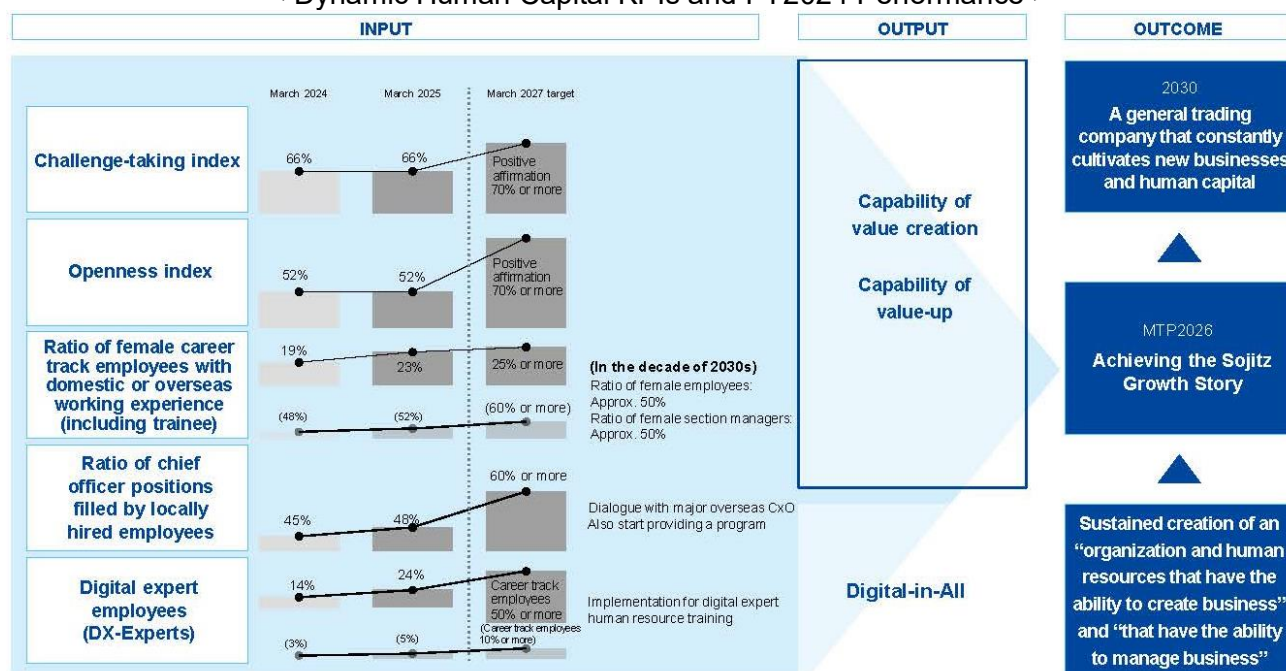 Dynamic Human Capital KPIs and FY2024 Performance
INPUT
OUTPUT
OUTCOME
March 2024
March 2025
March 2027 target
Challenge-taking index
66%
66%
Positive
affirmation
70% or more
Openness index
52%
52%
Positive
affirmation
70% or more
Ratio of female career
track employees with
domestic or overseas
working experience
(including trainee)
19%
23%
25% or more
(48%)
(52%)
(60% or more)
(In the decade of 2030s)
Ratio of female employees:
Approx. 50%
Ratio of female section managers:
Approx. 50%
Ratio of chief
officer positions
filled by locally
hired employees
45%
48%
60% or more
Dialogue with major overseas CxO
Also start providing a program
Digital expert
employees
(DX-Experts)
14%
24%
Career track
employees
50% or more
(3%)
(5%)
(Career track employees
10% or more)
Implementation for digital expert
human resource training
Capability of
value creation
Capability of
value-up
Digital-in-All
2030
A general trading
company that constantly
cultivates new businesses
and human capital
MTP2026
Achieving the Sojitz
Growth Story
Sustained creation of an
“organization and human
resources that have the
ability to create business”
and “that have the ability
to manage business”